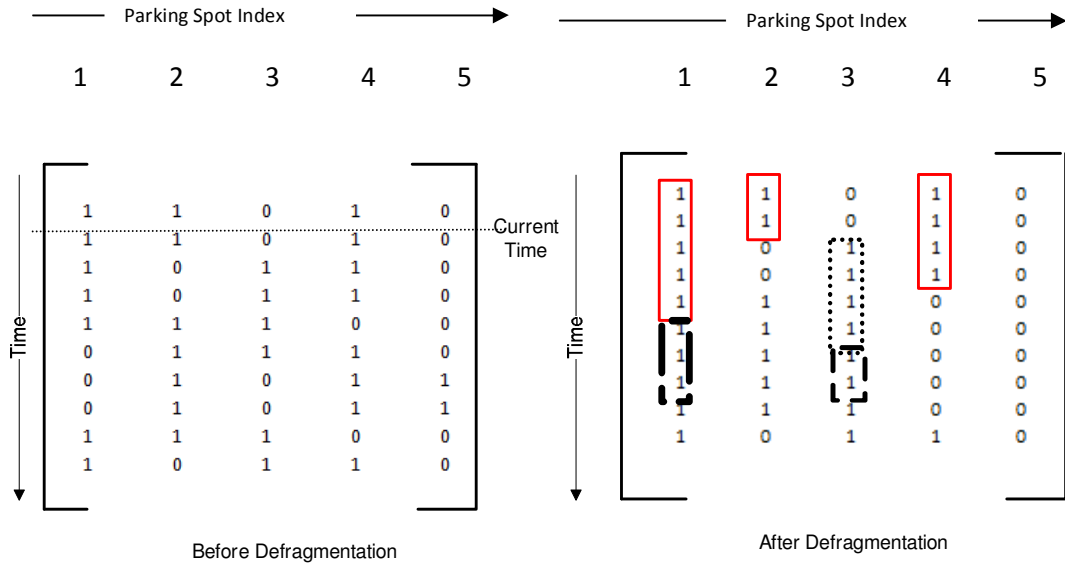 Parking Spot Index
1 2 3 4 5
Time
1 1 0 1 0
Current Time
1 1 0 1 0
1 0 1 1 0
1 0 1 1 0
1 1 1 0 0
0 1 1 1 0
0 1 0 1 1
0 1 0 1 1
1 1 1 0 0
1 0 1 1 0
Before Defragmentation
Parking Spot Index
1 2 3 4 5
Time
1 1 0 1 0
1 1 0 1 0
1 0 1 1 0
1 0 1 1 0
1 1 1 0 0
1 1 1 0 0
1 1 1 0 0
1 1 1 0 0
1 1 1 0 0
1 0 1 1 0
After Defragmentation